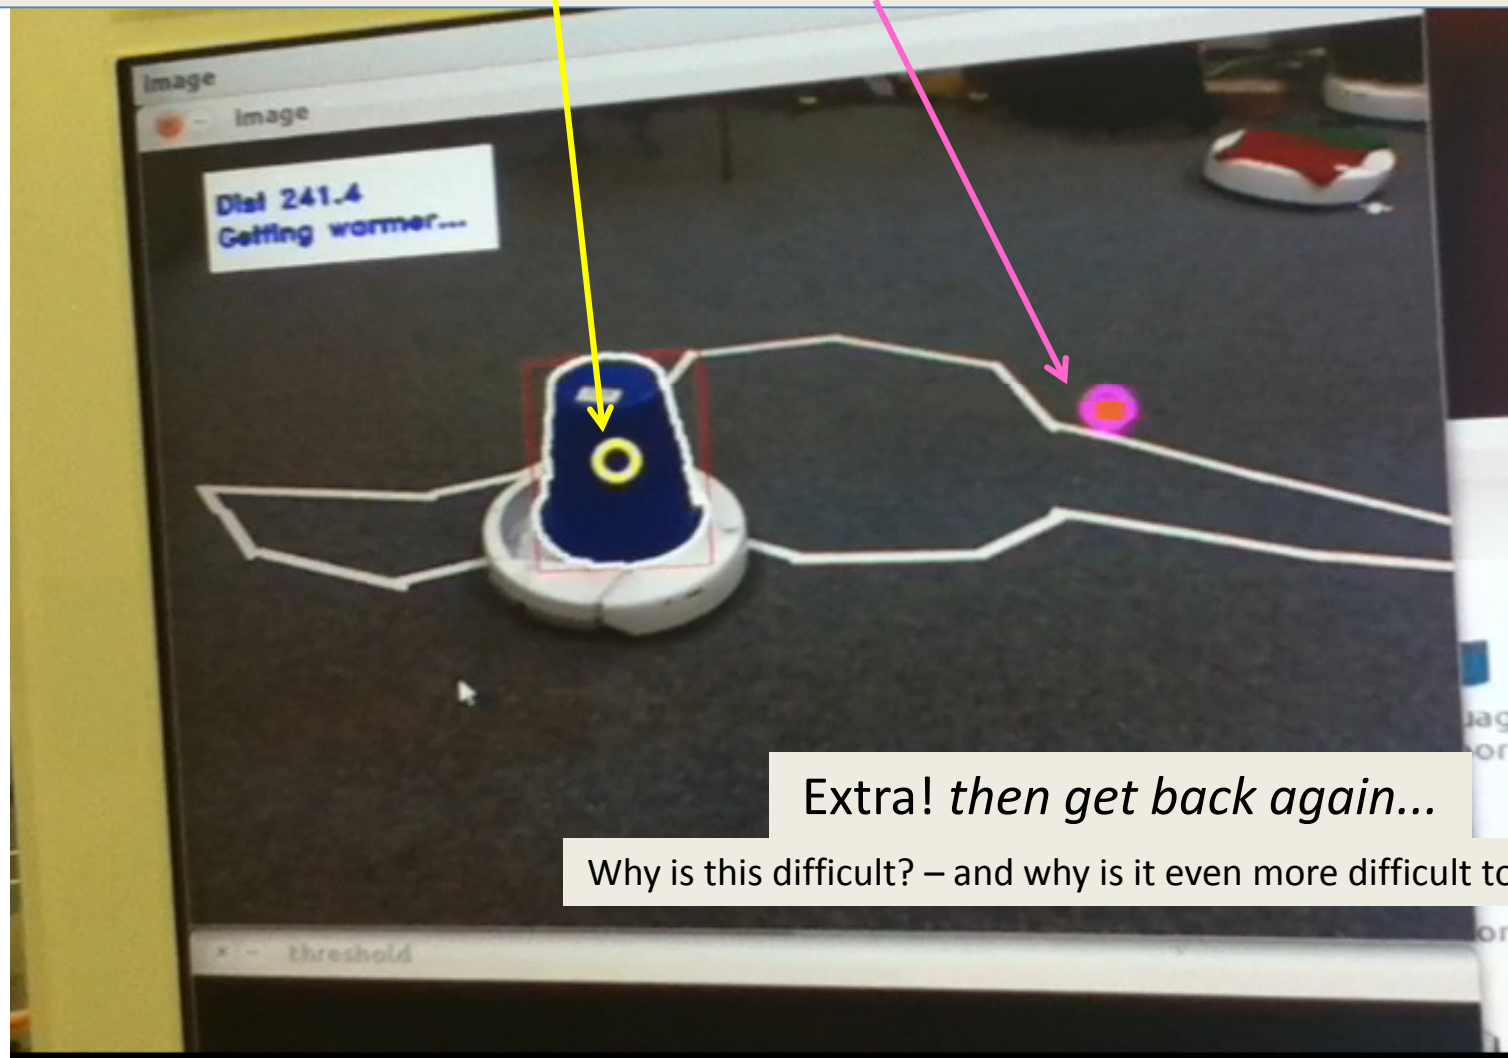 Image
image
Dist 241.4
Getting warmer...
Extra! then get back again...
Why is this difficult? – and why is it even more difficult to
threshold